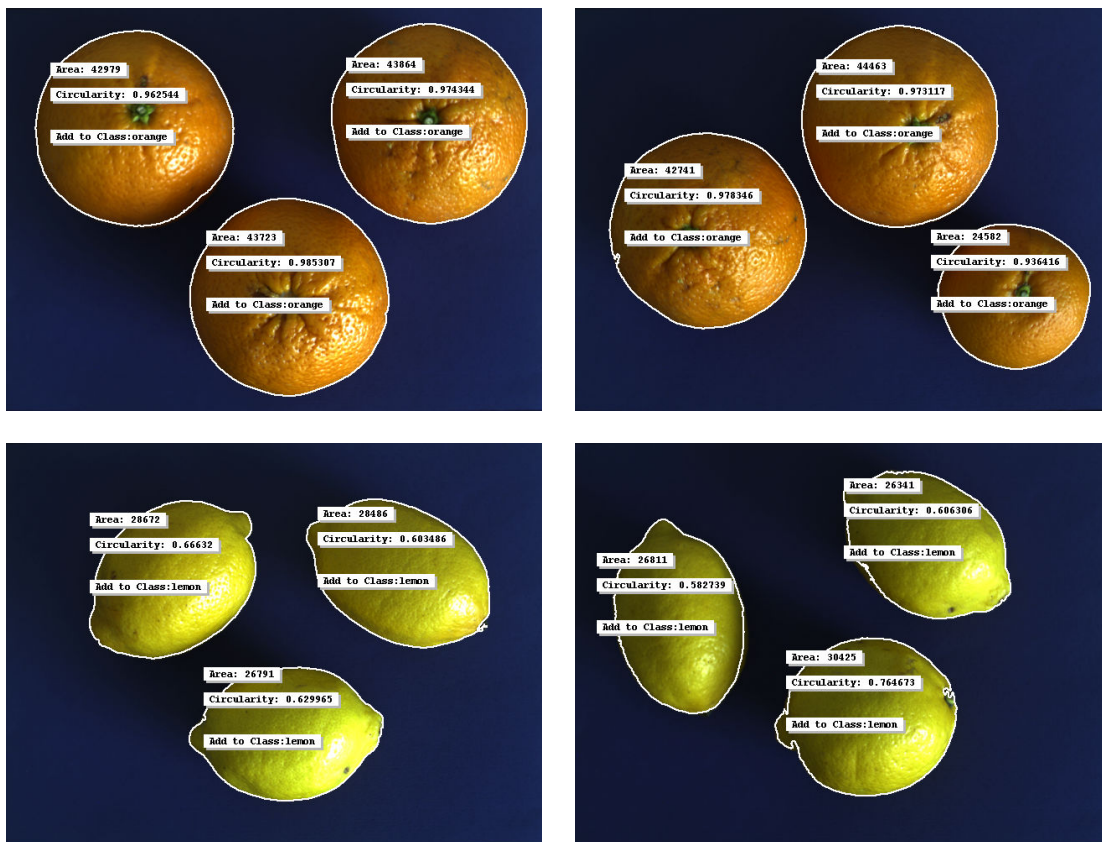 Area: 42979
Circularity: 0.962544
Add to Class:orange
Area: 43864
Circularity: 0.974344
Add to Class:orange
Area: 43723
Circularity: 0.985307
Add to Class:orange
Area: 44463
Circularity: 0.973117
Add to Class:orange
Area: 42741
Circularity: 0.978346
Add to Class:orange
Area: 24582
Circularity: 0.936416
Add to Class:orange
Area: 28672
Circularity: 0.66632
Add to Class:lemon
Area: 28486
Circularity: 0.603486
Add to Class:lemon
Area: 26791
Circularity: 0.629965
Add to Class:lemon
Area: 26341
Circularity: 0.606306
Add to Class:lemon
Area: 26811
Circularity: 0.582739
Add to Class:lemon
Area: 30425
Circularity: 0.764673
Add to Class:lemon